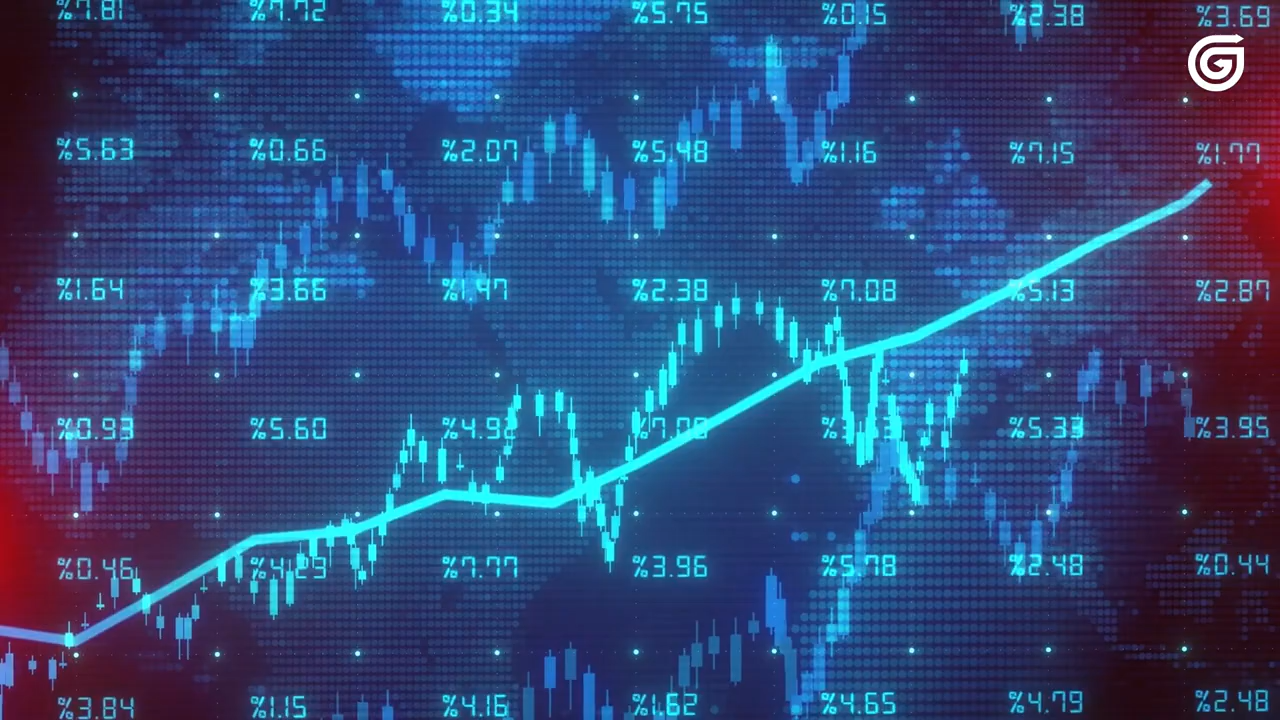 %7.81 %7.72 %0.34 %5.75 %0.15 %2.38 %3.69
%5.63 %0.66 %2.07 %5.48 %1.16 %7.15 %1.77
%1.64 %3.66 %1.47 %2.38 %7.08 %5.13 %2.87
%0.93 %5.60 %4.92 %5.33 %3.95
%0.46 %4.29 %7.77 %3.96 %5.78 %2.48 %0.44
%3.84 %1.15 %4.16 %1.62 %4.65 %4.79 %2.48